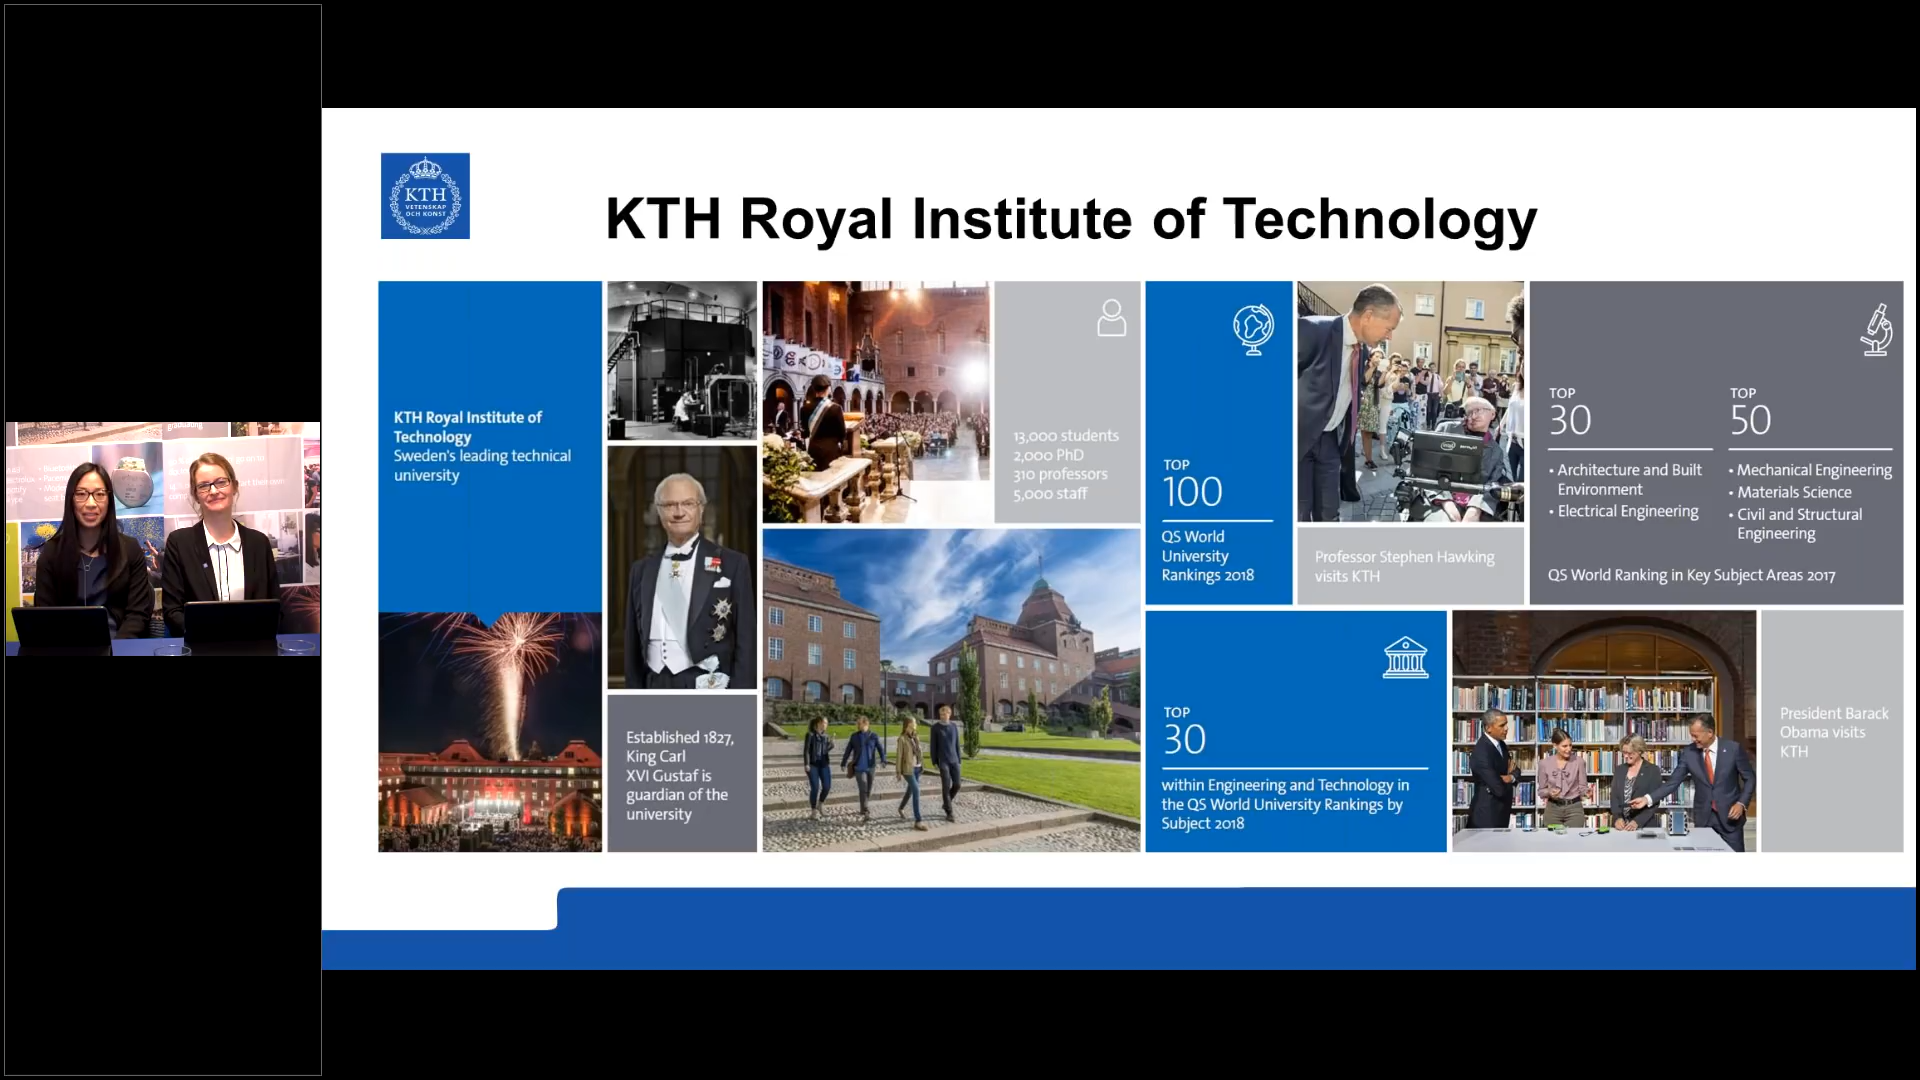 KTH
VETENSKAP
OCH KONST
KTH Royal Institute of Technology
KTH Royal Institute of
Technology
Sweden's leading technical
university
Established 1827,
King Carl
XVI Gustaf is
guardian of the
university
13,000 students
2,000 PhD
310 professors
5,000 staff
TOP
100
QS World
University
Rankings 2018
Professor Stephen Hawking
visits KTH
TOP
30
• Architecture and Built
Environment
• Electrical Engineering
TOP
50
• Mechanical Engineering
• Materials Science
• Civil and Structural
Engineering
QS World Ranking in Key Subject Areas 2017
TOP
30
within Engineering and Technology in
the QS World University Rankings by
Subject 2018
President Barack
Obama visits
KTH
graduating